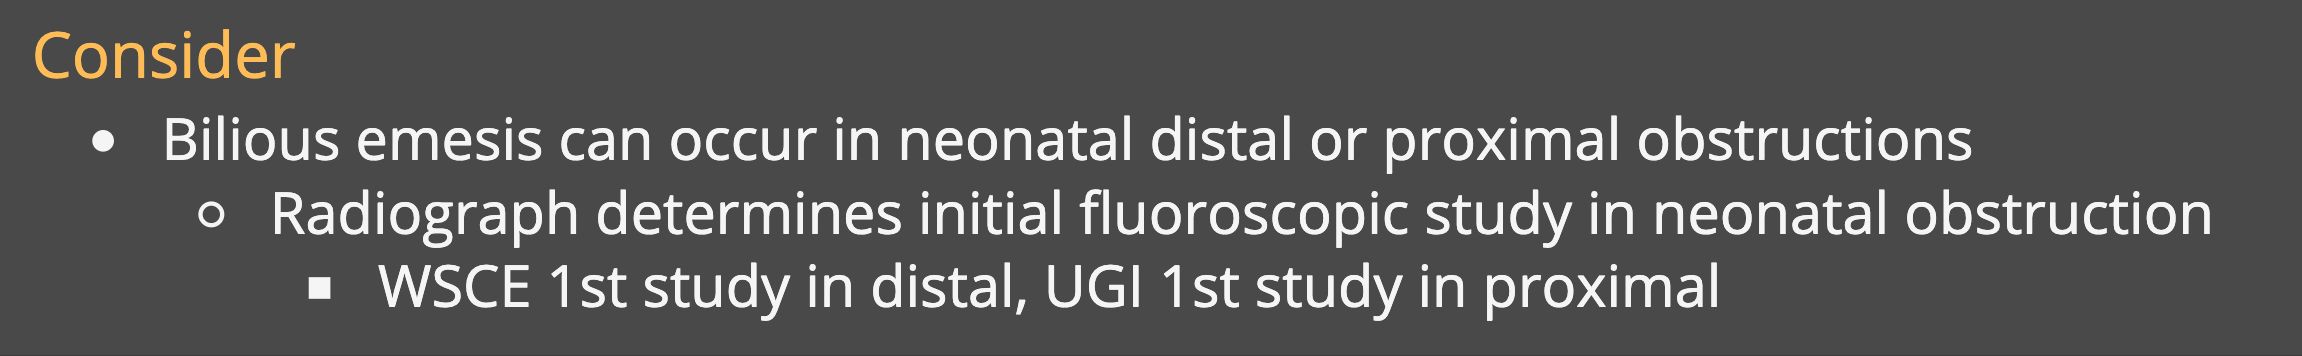 Consider
● Bilious emesis can occur in neonatal distal or proximal obstructions
○ Radiograph determines initial fluoroscopic study in neonatal obstruction
■ WSCE 1st study in distal, UGI 1st study in proximal